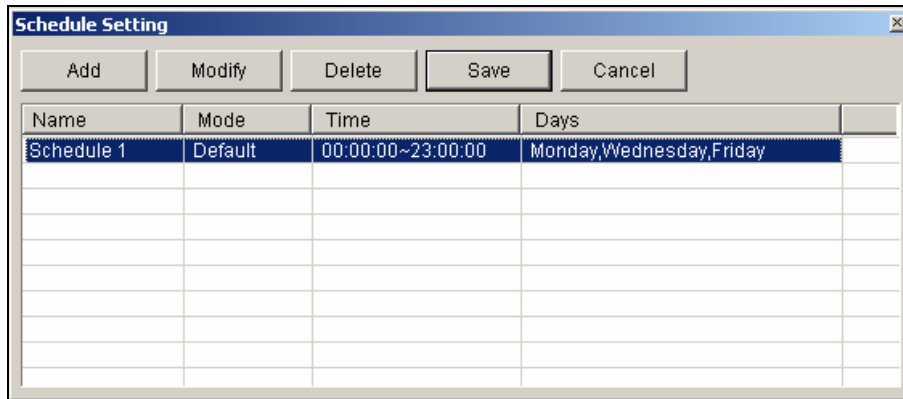 Schedule Setting
Add Modify Delete Save Cancel
Name Mode Time Days
Schedule 1 Default 00:00:00~23:00:00 Monday,Wednesday,Friday